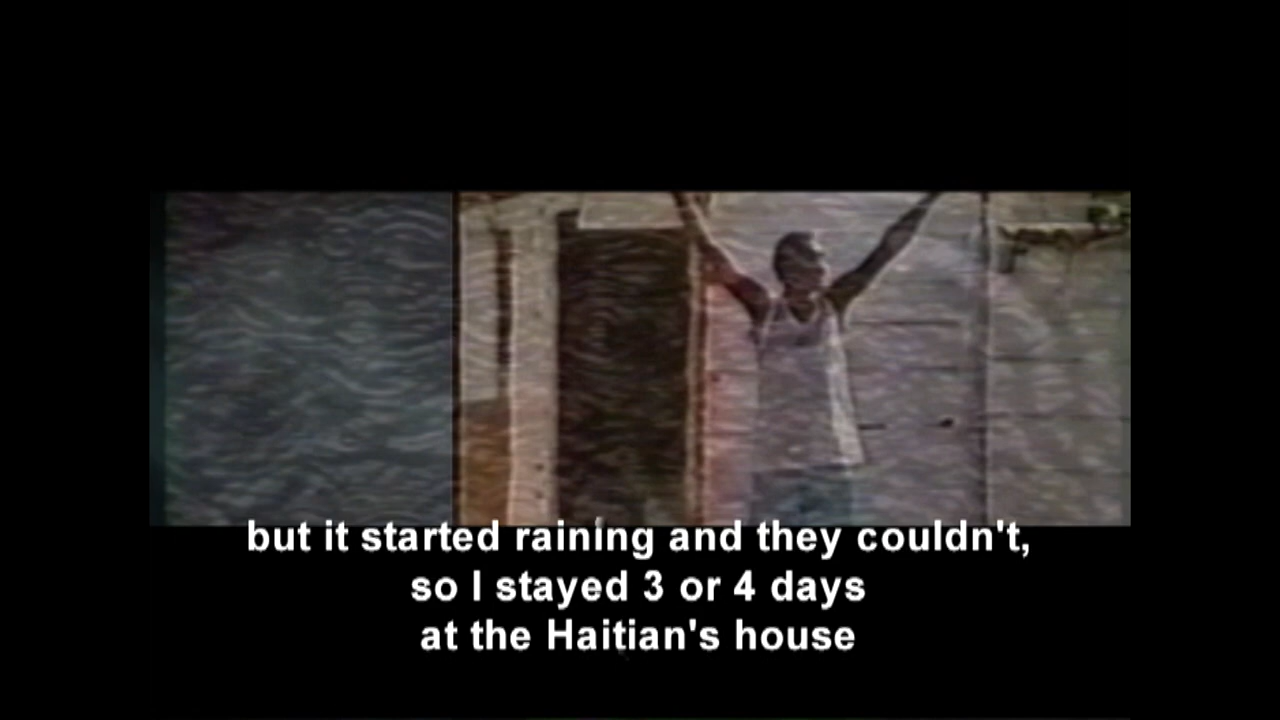 but it started raining and they couldn't,
so I stayed 3 or 4 days
at the Haitian's house